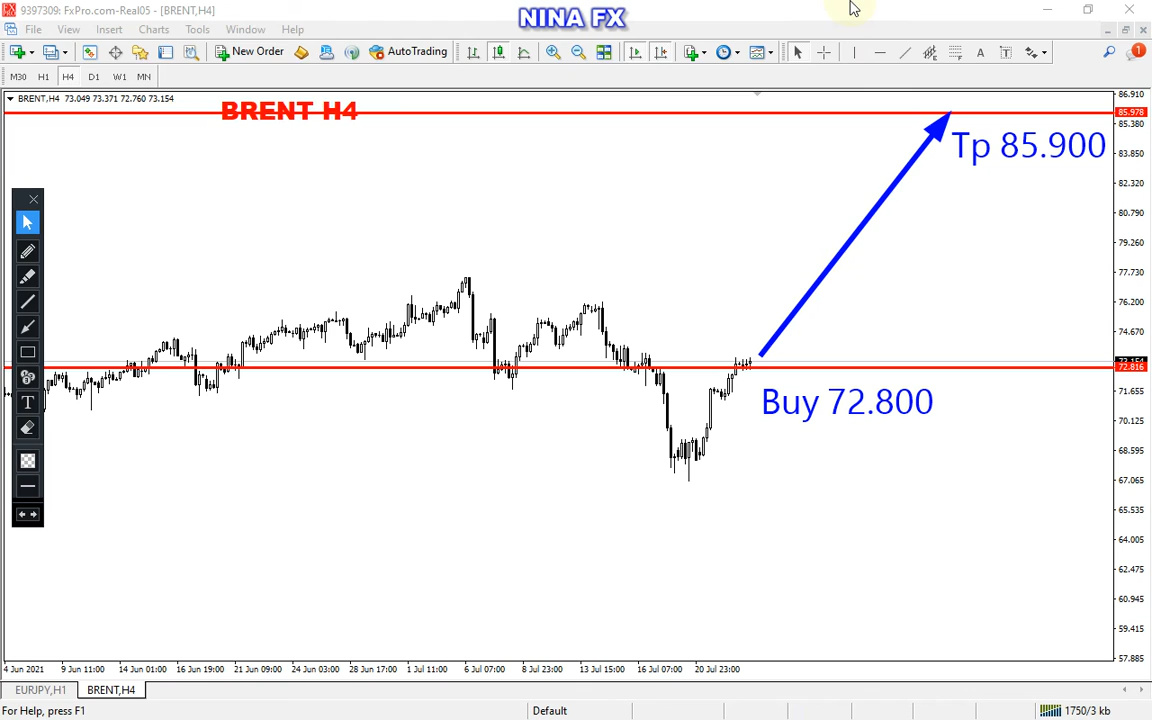 9397309: FxPro.com-Real05 - [BRENT,H4]
NINA FX
File View Insert Charts Tools Window Help
New Order AutoTrading 1
M30 H1 H4 D1 W1 MN
BRENT,H4 73.049 73.371 72.760 73.154
BRENT H4
86.910
85.978
85.380
Tp 85.900
83.850
82.320
80.790
79.260
77.730
76.200
74.670
73.154
72.816
71.655
Buy 72.800
70.125
68.595
67.065
65.535
64.005
62.475
60.945
59.415
57.885
4 Jun 2021 9 Jun 11:00 14 Jun 01:00 16 Jun 19:00 21 Jun 09:00 24 Jun 03:00 28 Jun 17:00 1 Jul 11:00 6 Jul 07:00 8 Jul 23:00 13 Jul 15:00 16 Jul 07:00 20 Jul 23:00
EURJPY,H1 BRENT,H4
For Help, press F1 Default 1750/3 kb